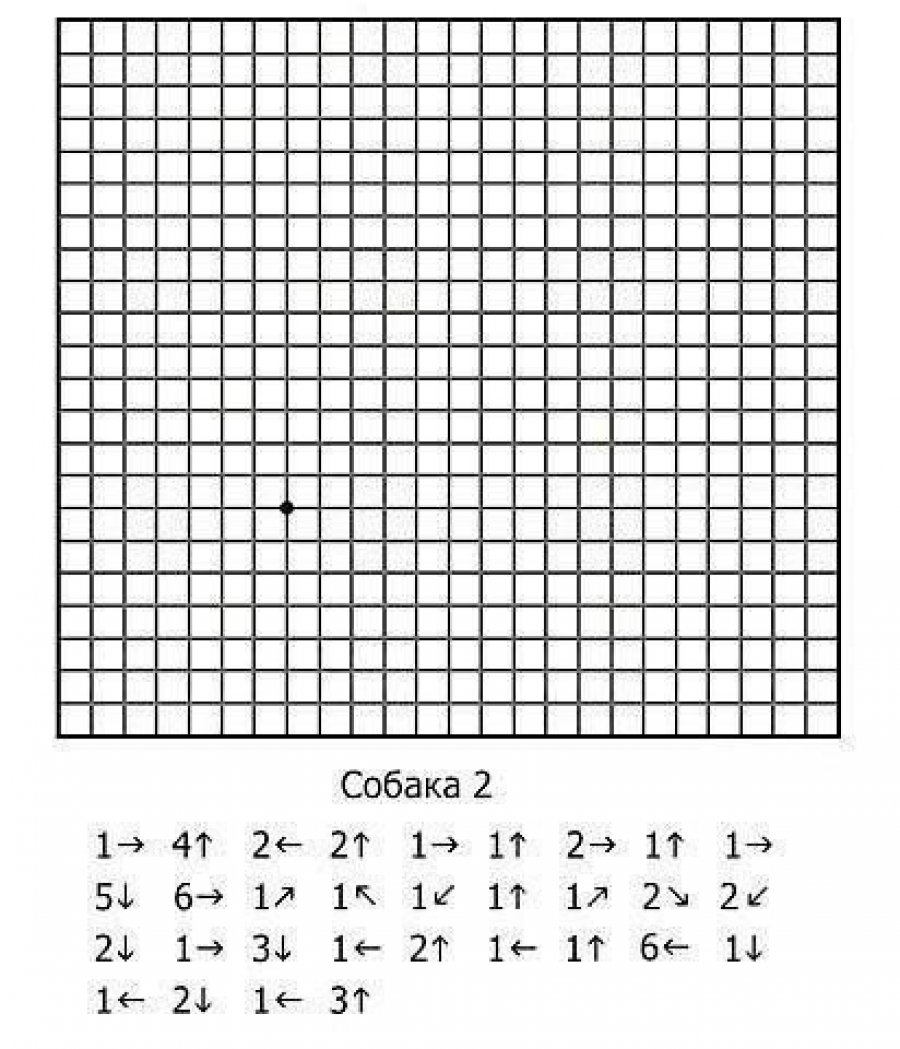 Собака 2
1→ 4↑ 2← 2↑ 1→ 1↑ 2→ 1↑ 1→
5↓ 6→ 1↗ 1↖ 1↙ 1↑ 1↗ 2↘ 2↙
2↓ 1→ 3↓ 1← 2↑ 1← 1↑ 6← 1↓
1← 2↓ 1← 3↑